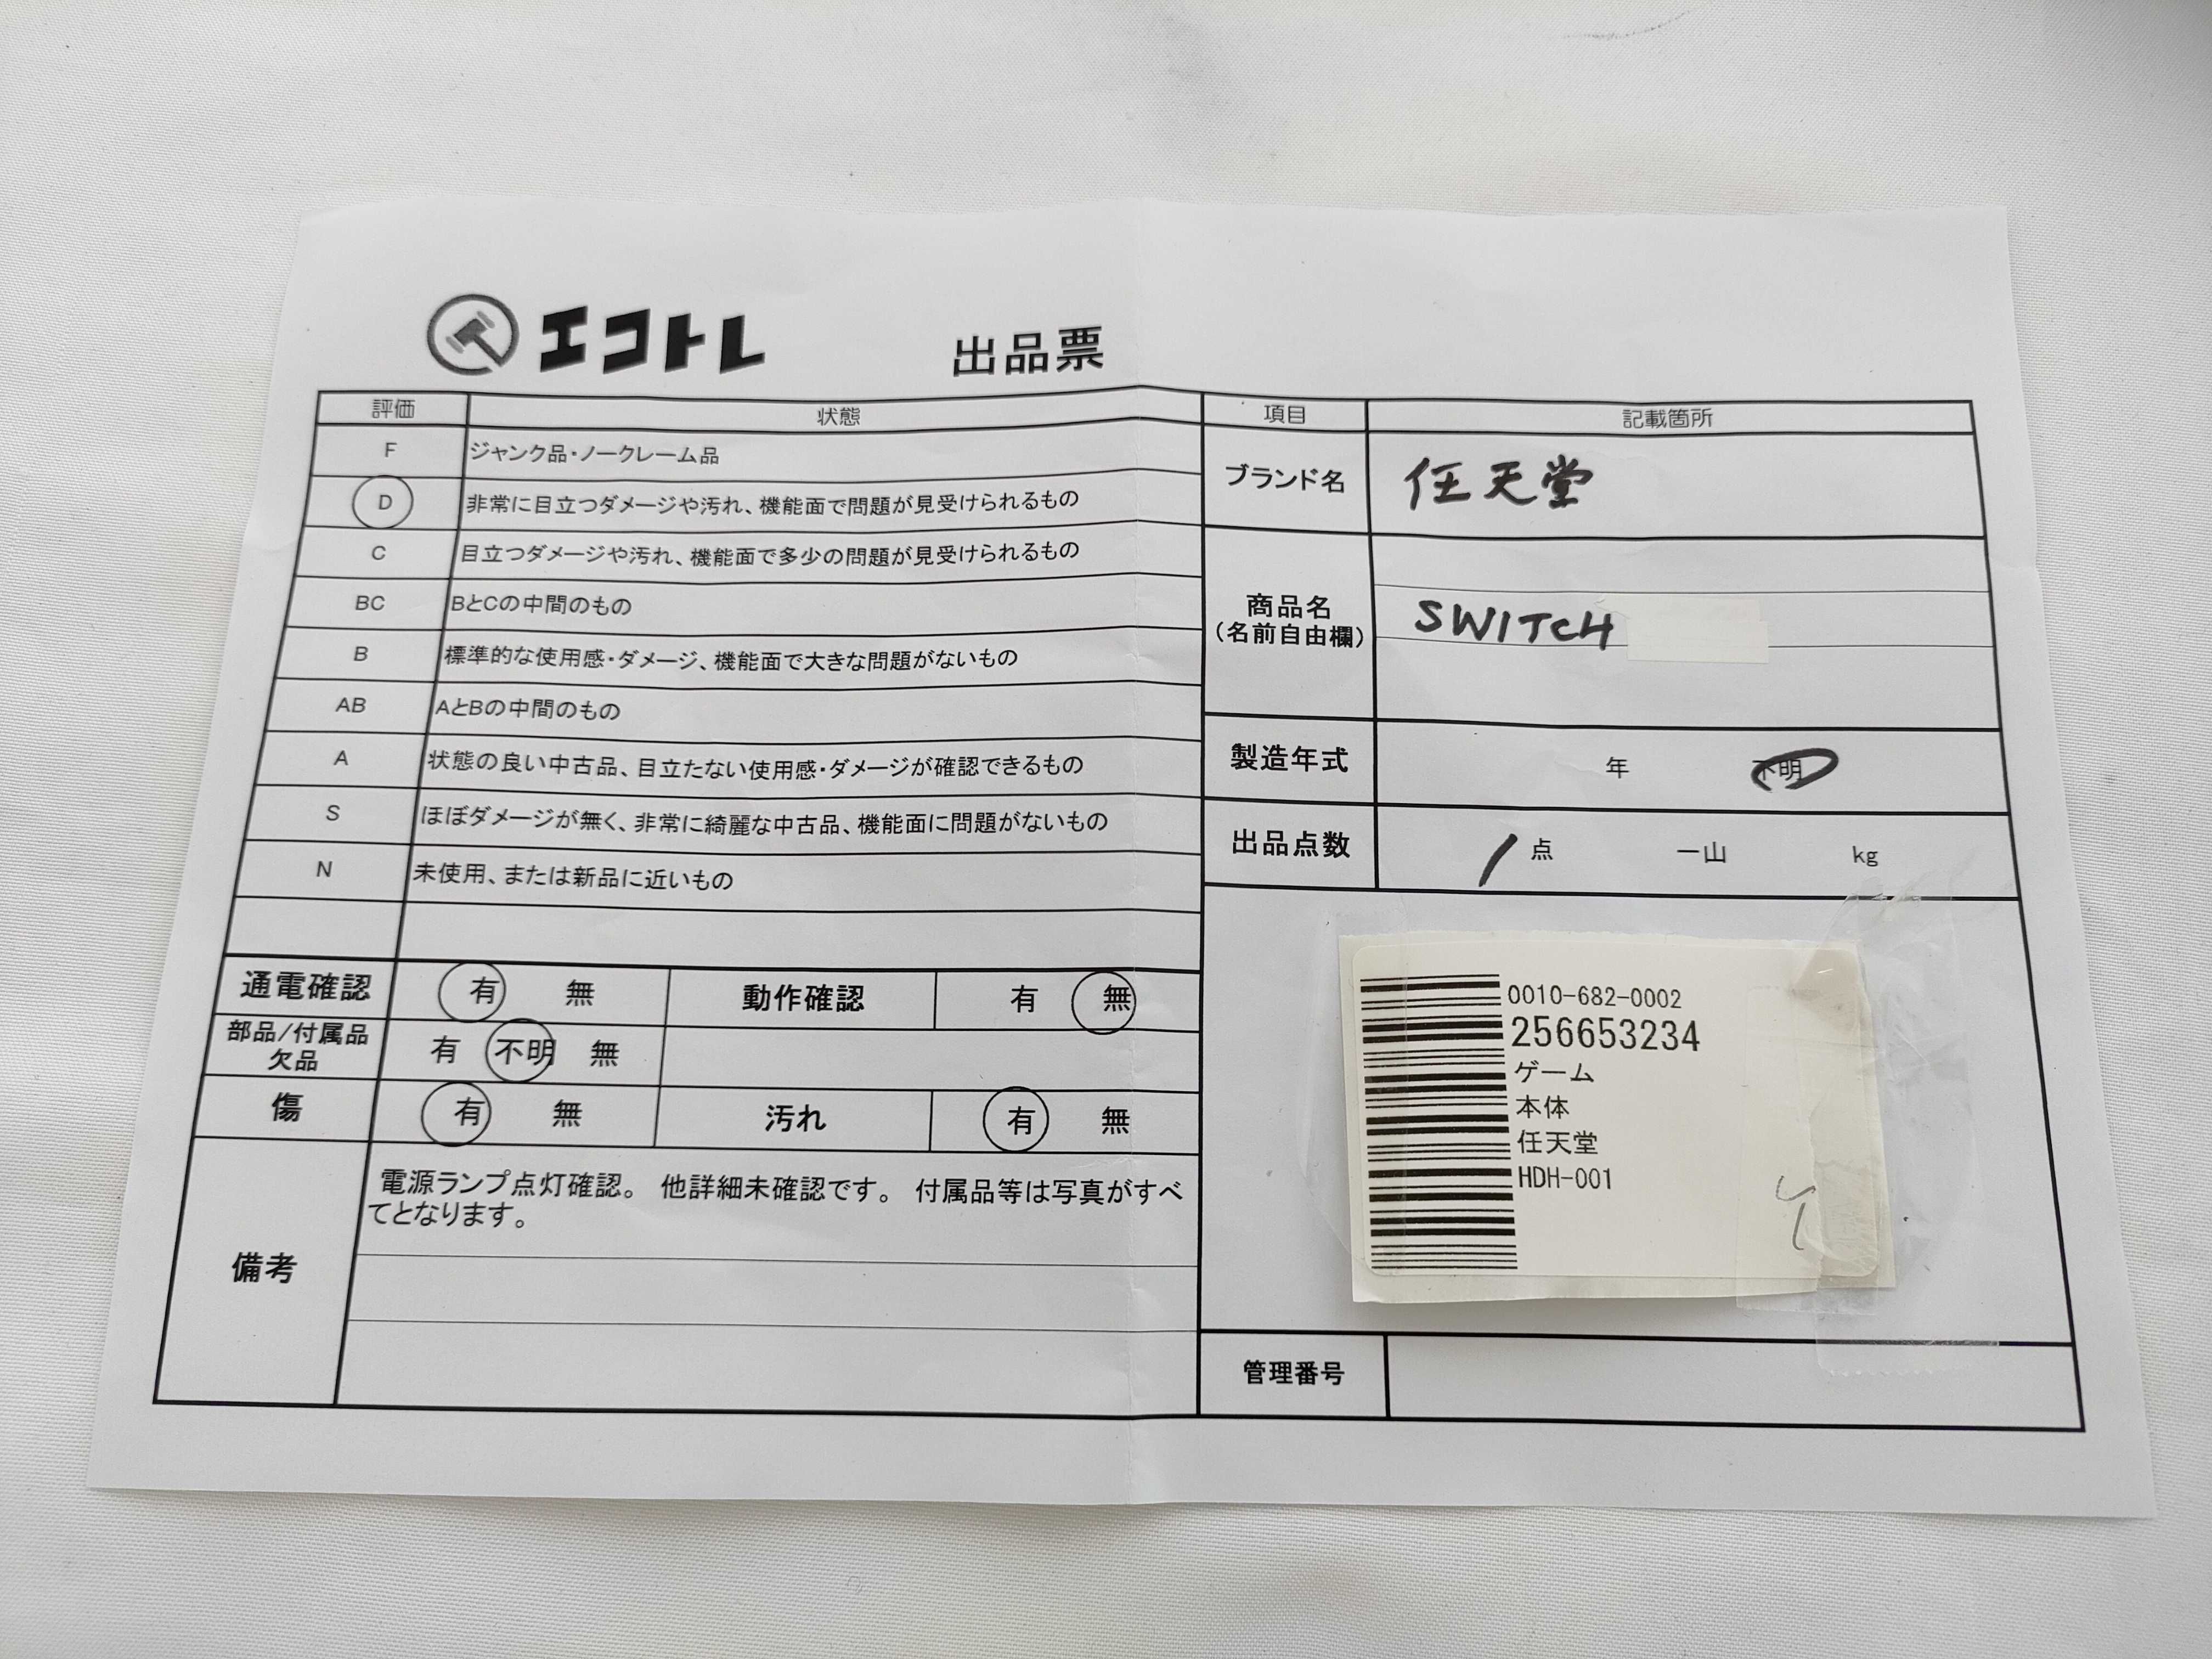 エコトレ 出品票
評価 状態
F ジャンク品・ノークレーム品
D 非常に目立つダメージや汚れ、機能面で問題が見受けられるもの
C 目立つダメージや汚れ、機能面で多少の問題が見受けられるもの
BC BとCの中間のもの
B 標準的な使用感・ダメージ、機能面で大きな問題がないもの
AB AとBの中間のもの
A 状態の良い中古品、目立たない使用感・ダメージが確認できるもの
S ほぼダメージが無く、非常に綺麗な中古品、機能面に問題がないもの
N 未使用、または新品に近いもの
通電確認 有 無 動作確認 有 無
部品/付属品
欠品 有 不明 無
傷 有 無 汚れ 有 無
備考
電源ランプ点灯確認。 他詳細未確認です。 付属品等は写真がすべ
てとなります。
項目 記載箇所
ブランド名 任天堂
商品名
(名前自由欄) SWITCH
製造年式 年 不明
出品点数 1 点 一山 kg
0010-682-0002
256653234
ゲーム
本体
任天堂
HDH-001
管理番号